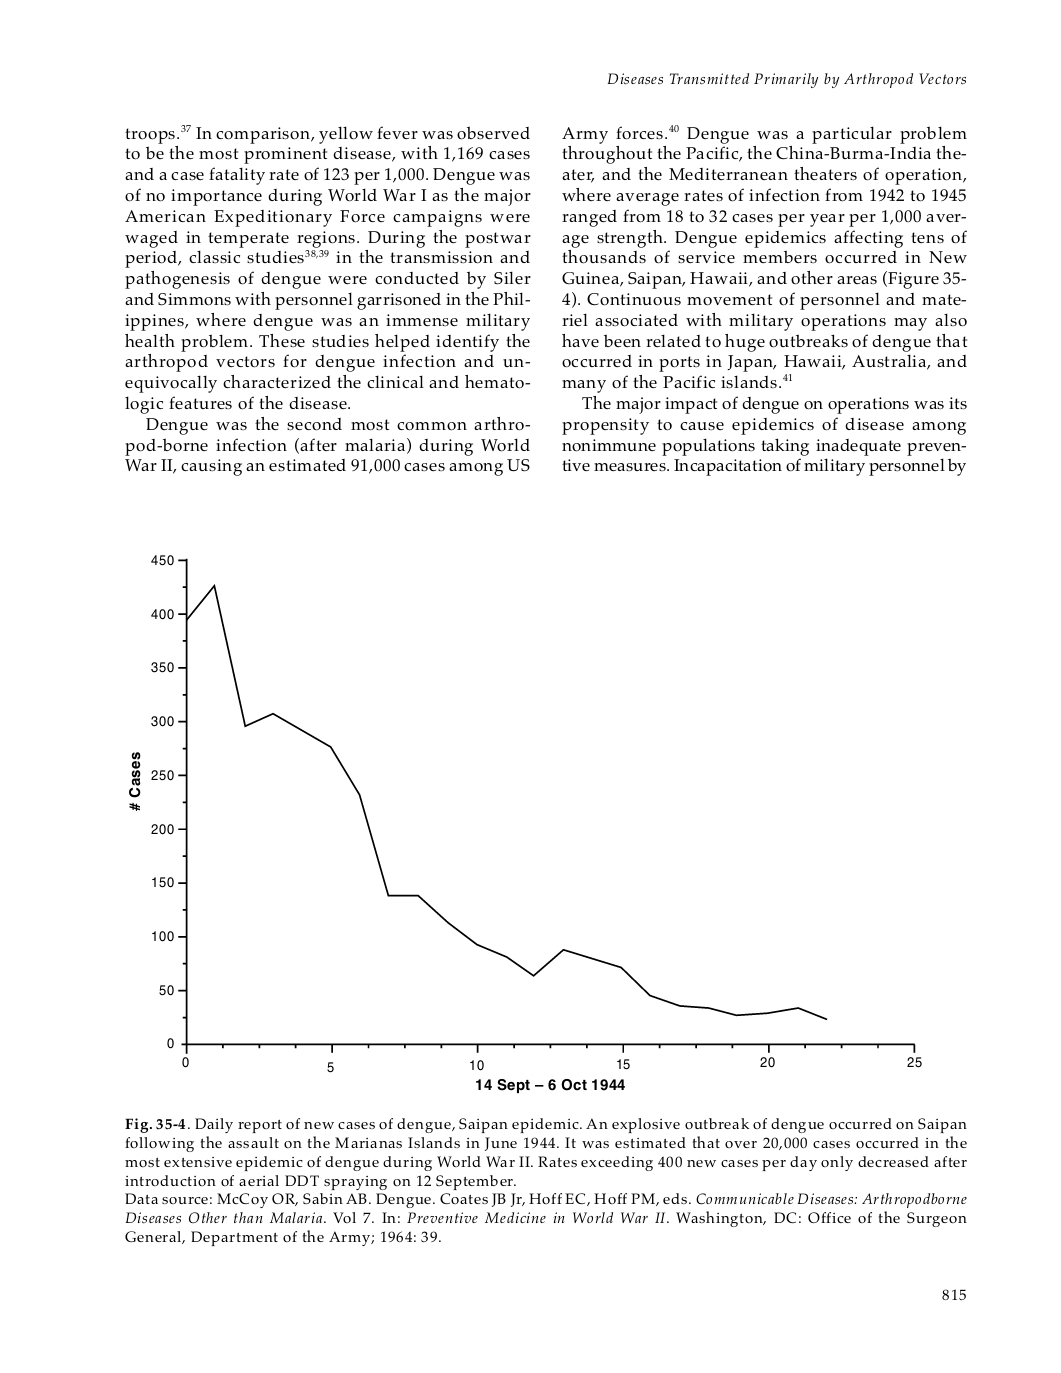 Diseases Transmitted Primarily by Arthropod Vectors
troops.37 In comparison, yellow fever was observed
to be the most prominent disease, with 1,169 cases
and a case fatality rate of 123 per 1,000. Dengue was
of no importance during World War I as the major
American Expeditionary Force campaigns were
waged in temperate regions. During the postwar
period, classic studies38,39 in the transmission and
pathogenesis of dengue were conducted by Siler
and Simmons with personnel garrisoned in the Phil-
ippines, where dengue was an immense military
health problem. These studies helped identify the
arthropod vectors for dengue infection and un-
equivocally characterized the clinical and hemato-
logic features of the disease.
Dengue was the second most common arthro-
pod-borne infection (after malaria) during World
War II, causing an estimated 91,000 cases among US
Army forces.40 Dengue was a particular problem
throughout the Pacific, the China-Burma-India the-
ater, and the Mediterranean theaters of operation,
where average rates of infection from 1942 to 1945
ranged from 18 to 32 cases per year per 1,000 aver-
age strength. Dengue epidemics affecting tens of
thousands of service members occurred in New
Guinea, Saipan, Hawaii, and other areas (Figure 35-
4). Continuous movement of personnel and mate-
riel associated with military operations may also
have been related to huge outbreaks of dengue that
occurred in ports in Japan, Hawaii, Australia, and
many of the Pacific islands.41
The major impact of dengue on operations was its
propensity to cause epidemics of disease among
nonimmune populations taking inadequate preven-
tive measures. Incapacitation of military personnel by
450
400
350
300
250
200
150
100
50
0
# Cases
0 5 10 15 20 25
14 Sept – 6 Oct 1944
Fig. 35-4. Daily report of new cases of dengue, Saipan epidemic. An explosive outbreak of dengue occurred on Saipan
following the assault on the Marianas Islands in June 1944. It was estimated that over 20,000 cases occurred in the
most extensive epidemic of dengue during World War II. Rates exceeding 400 new cases per day only decreased after
introduction of aerial DDT spraying on 12 September.
Data source: McCoy OR, Sabin AB. Dengue. Coates JB Jr, Hoff EC, Hoff PM, eds. Communicable Diseases: Arthropodborne
Diseases Other than Malaria. Vol 7. In: Preventive Medicine in World War II. Washington, DC: Office of the Surgeon
General, Department of the Army; 1964: 39.
815